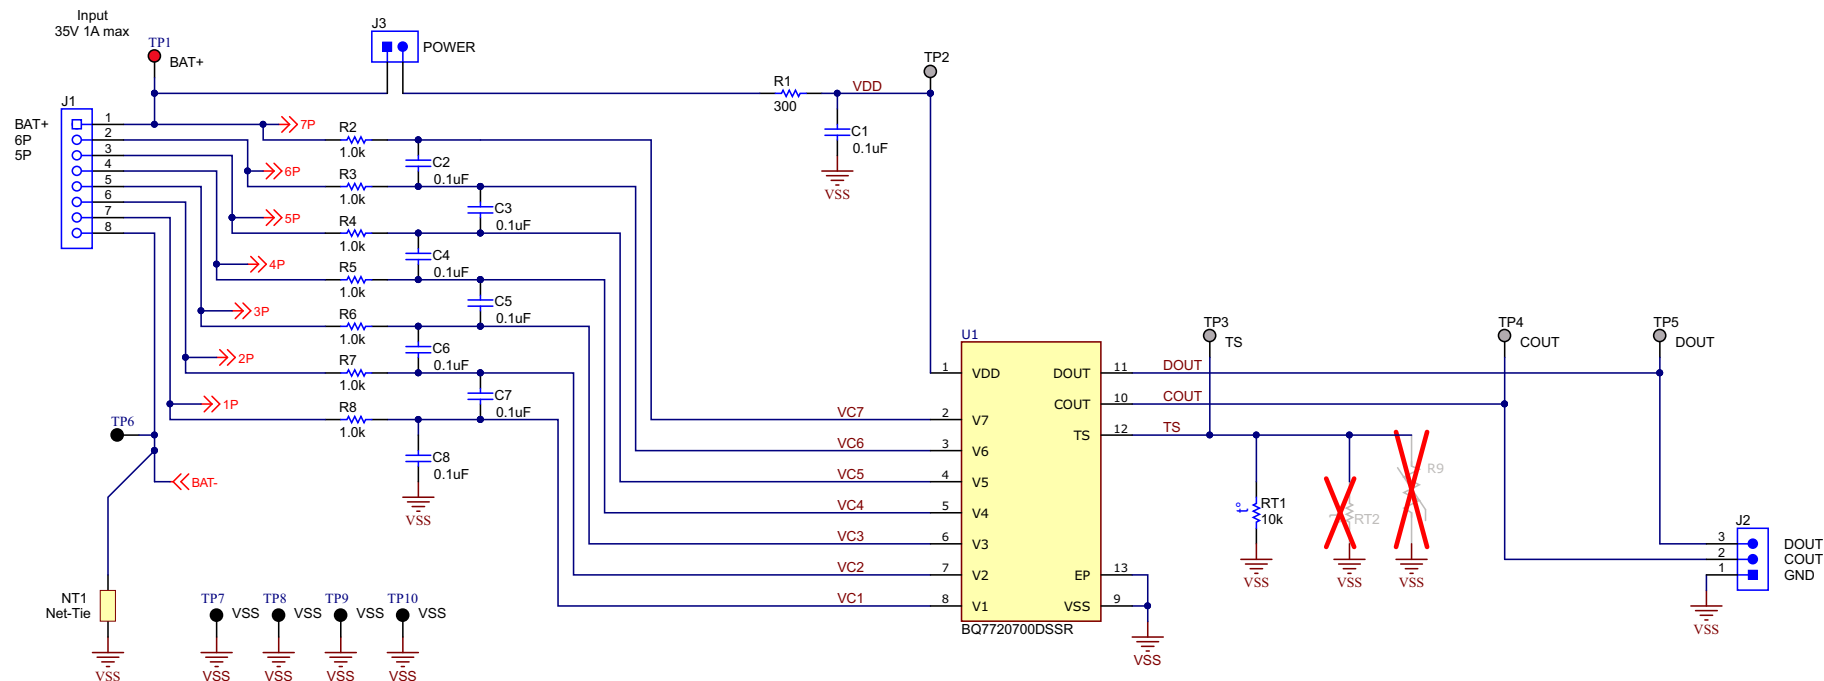 Input
35V 1A max
TP1
BAT+
J3
POWER
TP2
R1
300
VDD
C1
0.1uF
VSS
J1
BAT+
6P
5P
1
2
3
4
5
6
7
8
7P
6P
5P
4P
3P
2P
1P
R2
1.0k
R3
1.0k
R4
1.0k
R5
1.0k
R6
1.0k
R7
1.0k
R8
1.0k
C2
0.1uF
C3
0.1uF
C4
0.1uF
C5
0.1uF
C6
0.1uF
C7
0.1uF
C8
0.1uF
VSS
TP6
BAT-
NT1
Net-Tie
VSS
TP7 VSS
VSS
TP8 VSS
VSS
TP9 VSS
VSS
TP10 VSS
VSS
VC7
VC6
VC5
VC4
VC3
VC2
VC1
U1
1 VDD
2 V7
3 V6
4 V5
5 V4
6 V3
7 V2
8 V1
DOUT 11
COUT 10
TS 12
EP 13
VSS 9
BQ7720700DSSR
VSS
DOUT
COUT
TS
TP3
TS
TP4
COUT
TP5
DOUT
t°
RT1
10k
VSS
RT2
VSS
R9
VSS
J2
3 DOUT
2 COUT
1 GND
VSS